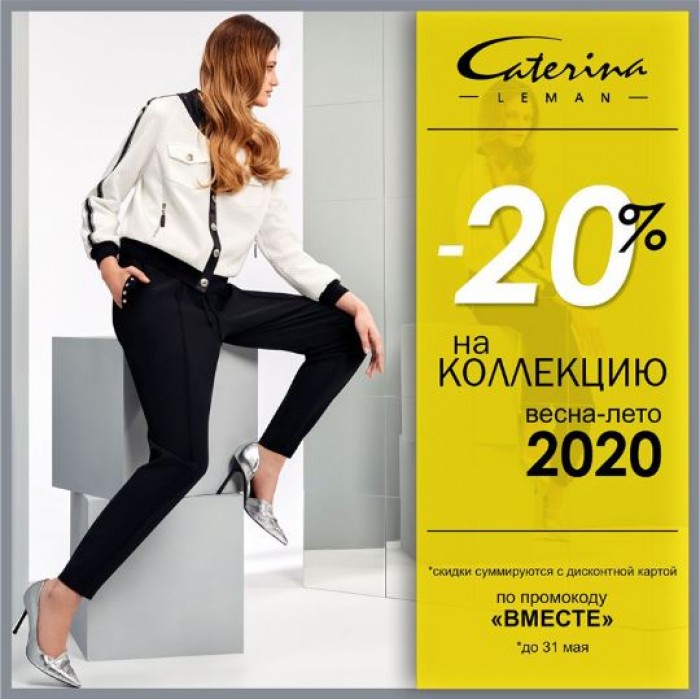 Caterina
LEMAN
-20%
на
КОЛЛЕКЦИЮ
весна-лето
2020
*скидки суммируются с дисконтной картой
по промокоду
«ВМЕСТЕ»
*до 31 мая